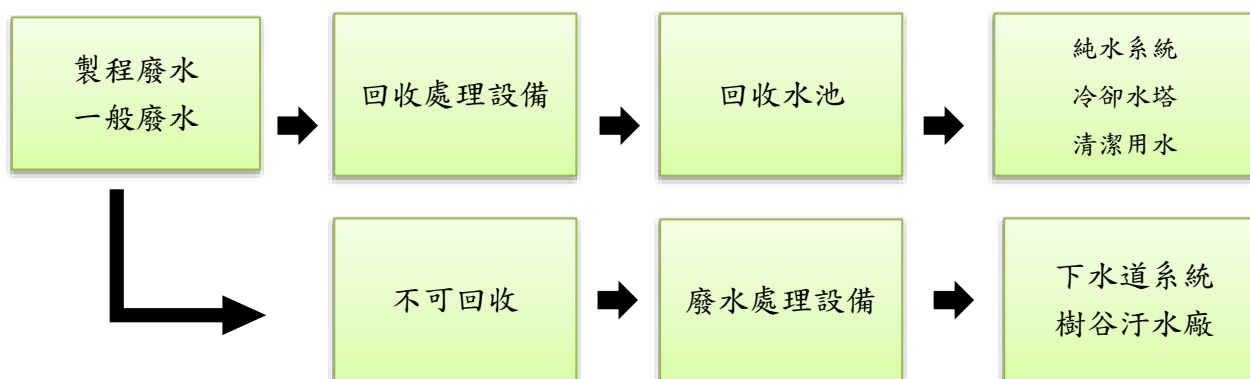 製程廢水
一般廢水
回收處理設備
回收水池
純水系統
冷卻水塔
清潔用水
不可回收
廢水處理設備
下水道系統
樹谷汙水廠